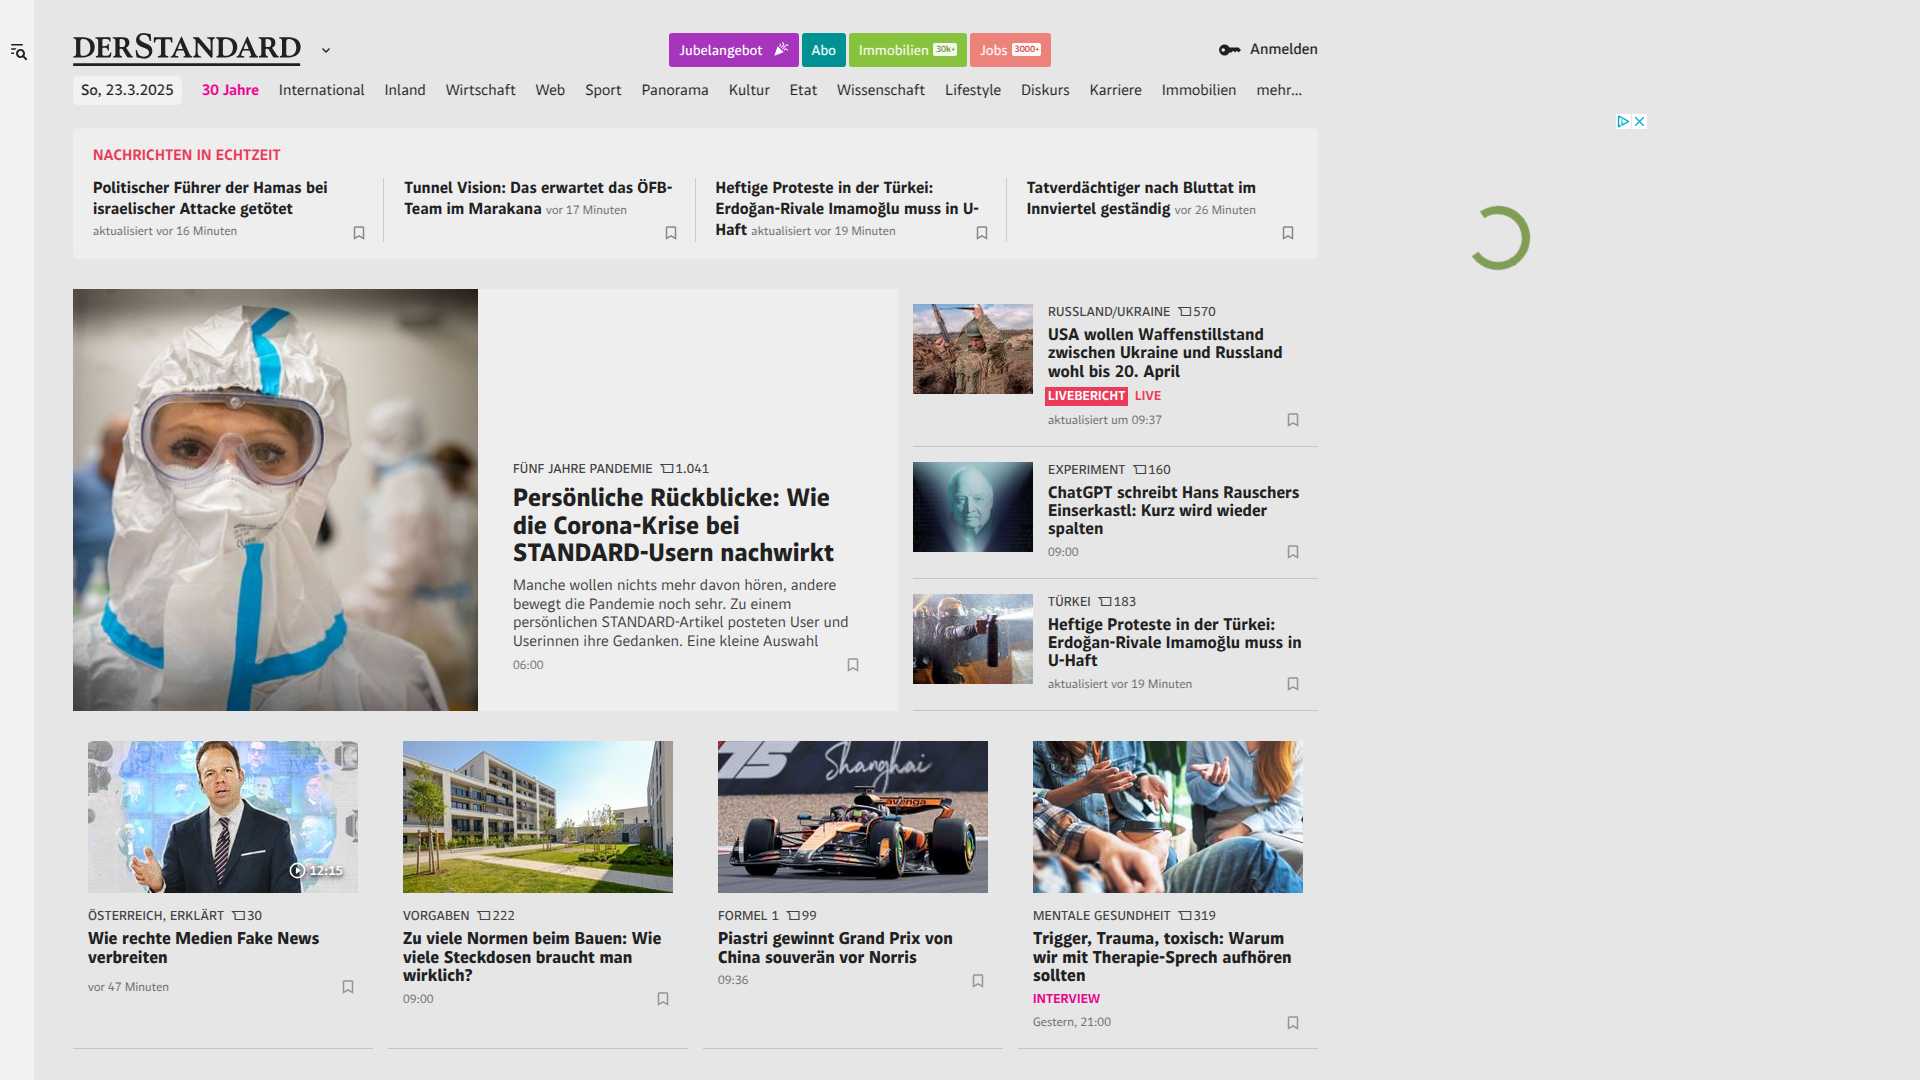 DERSTANDARD
Jubelangebot
Abo
Immobilien 30k+
Jobs 3000+
Anmelden
So, 23.3.2025
30 Jahre
International
Inland
Wirtschaft
Web
Sport
Panorama
Kultur
Etat
Wissenschaft
Lifestyle
Diskurs
Karriere
Immobilien
mehr...
NACHRICHTEN IN ECHTZEIT
Politischer Führer der Hamas bei
israelischer Attacke getötet
aktualisiert vor 16 Minuten
Tunnel Vision: Das erwartet das ÖFB-
Team im Marakana vor 17 Minuten
Heftige Proteste in der Türkei:
Erdoğan-Rivale Imamoğlu muss in U-
Haft aktualisiert vor 19 Minuten
Tatverdächtiger nach Bluttat im
Innviertel geständig vor 26 Minuten
FÜNF JAHRE PANDEMIE 1.041
Persönliche Rückblicke: Wie
die Corona-Krise bei
STANDARD-Usern nachwirkt
Manche wollen nichts mehr davon hören, andere
bewegt die Pandemie noch sehr. Zu einem
persönlichen STANDARD-Artikel posteten User und
Userinnen ihre Gedanken. Eine kleine Auswahl
06:00
RUSSLAND/UKRAINE 570
USA wollen Waffenstillstand
zwischen Ukraine und Russland
wohl bis 20. April
LIVEBERICHT LIVE
aktualisiert um 09:37
EXPERIMENT 160
ChatGPT schreibt Hans Rauschers
Einserkastl: Kurz wird wieder
spalten
09:00
TÜRKEI 183
Heftige Proteste in der Türkei:
Erdoğan-Rivale Imamoğlu muss in
U-Haft
aktualisiert vor 19 Minuten
12:15
ÖSTERREICH, ERKLÄRT 30
Wie rechte Medien Fake News
verbreiten
vor 47 Minuten
VORGABEN 222
Zu viele Normen beim Bauen: Wie
viele Steckdosen braucht man
wirklich?
09:00
75 Shanghai
avenga
FORMEL 1 99
Piastri gewinnt Grand Prix von
China souverän vor Norris
09:36
MENTALE GESUNDHEIT 319
Trigger, Trauma, toxisch: Warum
wir mit Therapie-Sprech aufhören
sollten
INTERVIEW
Gestern, 21:00